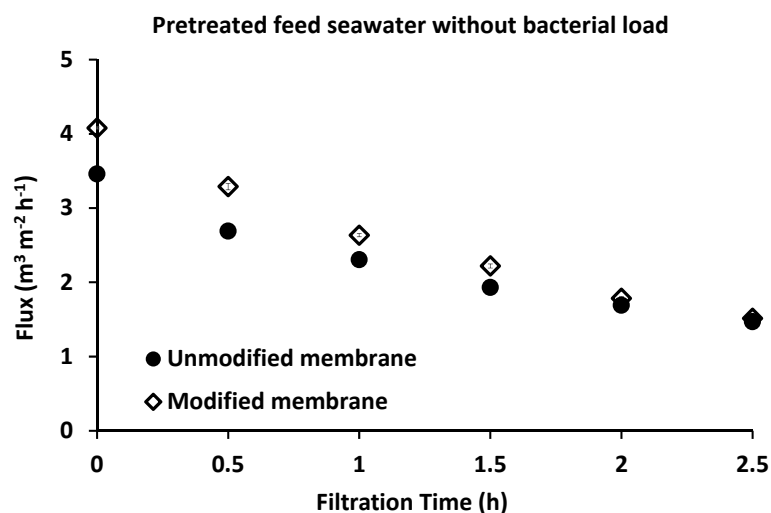 Pretreated feed seawater without bacterial load
5
4
3
2
1
0
Flux (m³ m⁻² h⁻¹)
Unmodified membrane
Modified membrane
0 0.5 1 1.5 2 2.5
Filtration Time (h)